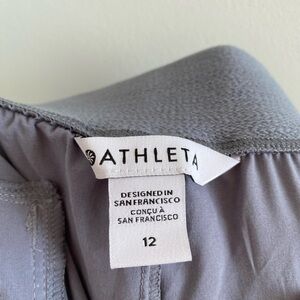 ATHLETA
DESIGNED IN
SAN FRANCISCO
CONÇU À
SAN FRANCISCO
12